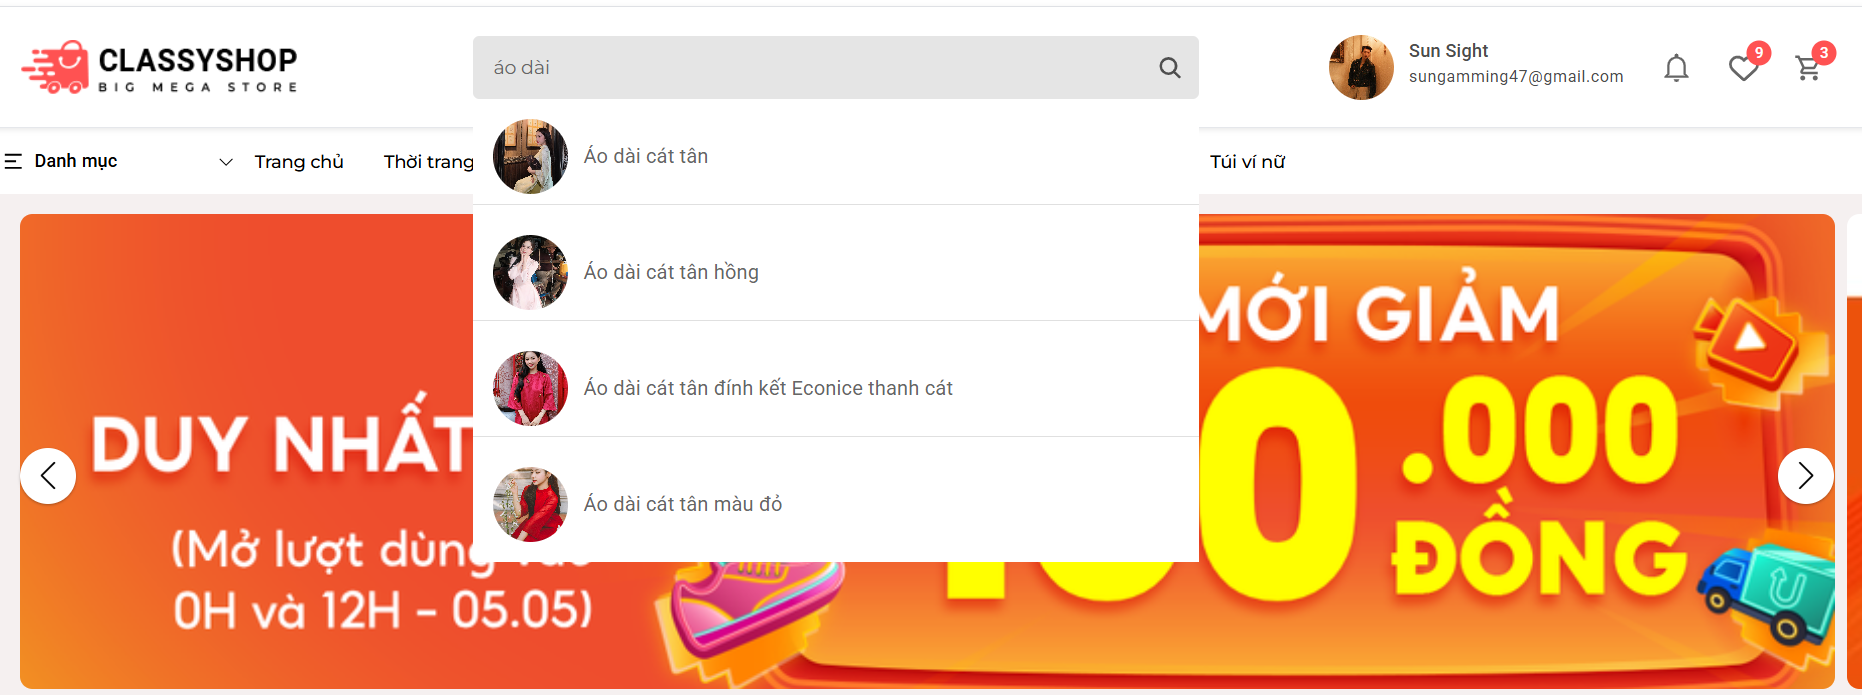 CLASSYSHOP
BIG MEGA STORE
áo dài
Sun Sight
sungamming47@gmail.com
9
3
Danh mục
Trang chủ
Thời trang
Túi ví nữ
Áo dài cát tân
Áo dài cát tân hồng
Áo dài cát tân đính kết Econice thanh cát
Áo dài cát tân màu đỏ
DUY NHẤT
(Mở lượt dùng
0H và 12H - 05.05)
MỚI GIẢM
.000
ĐỒNG